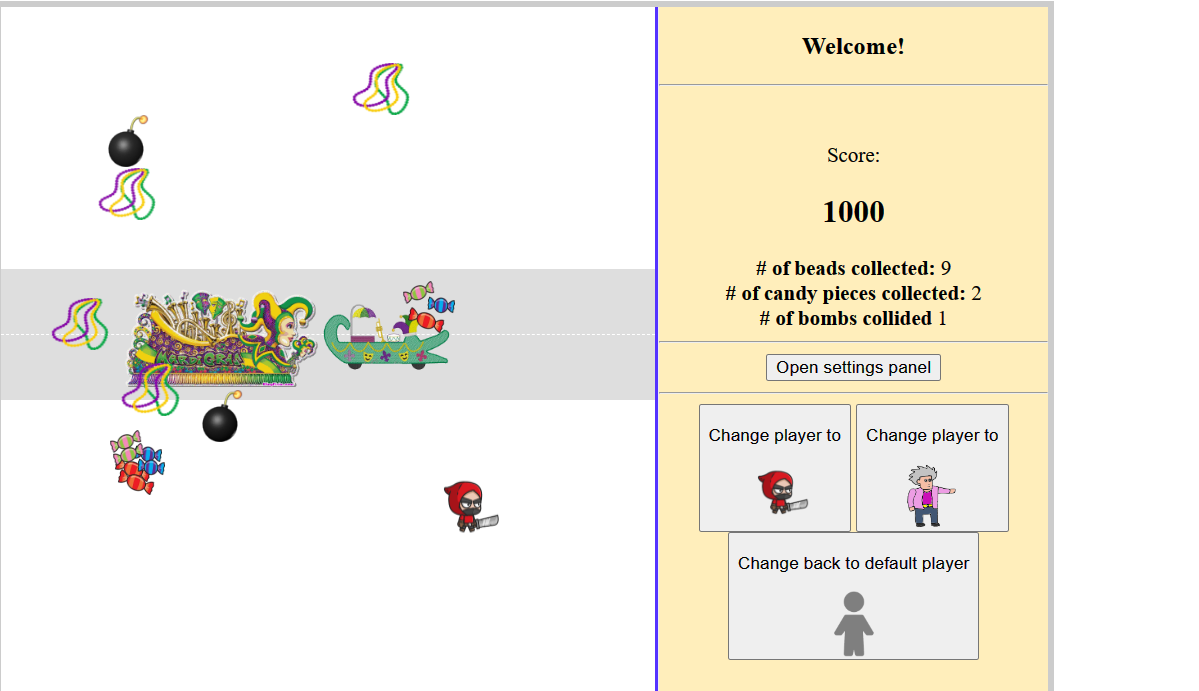 Welcome!
Score:
1000
# of beads collected: 9
# of candy pieces collected: 2
# of bombs collided 1
Open settings panel
Change player to
Change player to
Change back to default player
MARDI GRAS